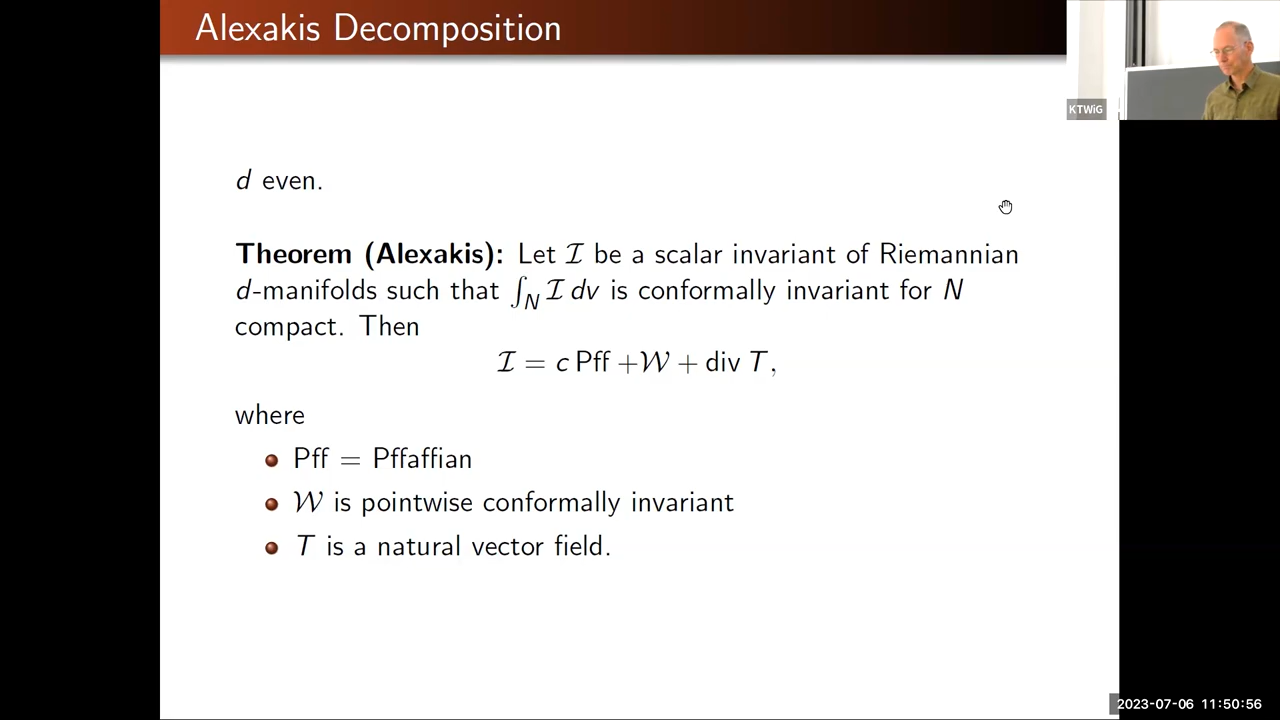 Alexakis Decomposition
KTWiG
d even.
Theorem (Alexakis): Let ℐ be a scalar invariant of Riemannian
d-manifolds such that ∫_N ℐ dv is conformally invariant for N
compact. Then
ℐ = c Pff +𝒲 + div T,
where
Pff = Pffaffian
𝒲 is pointwise conformally invariant
T is a natural vector field.
2023-07-06 11:50:56